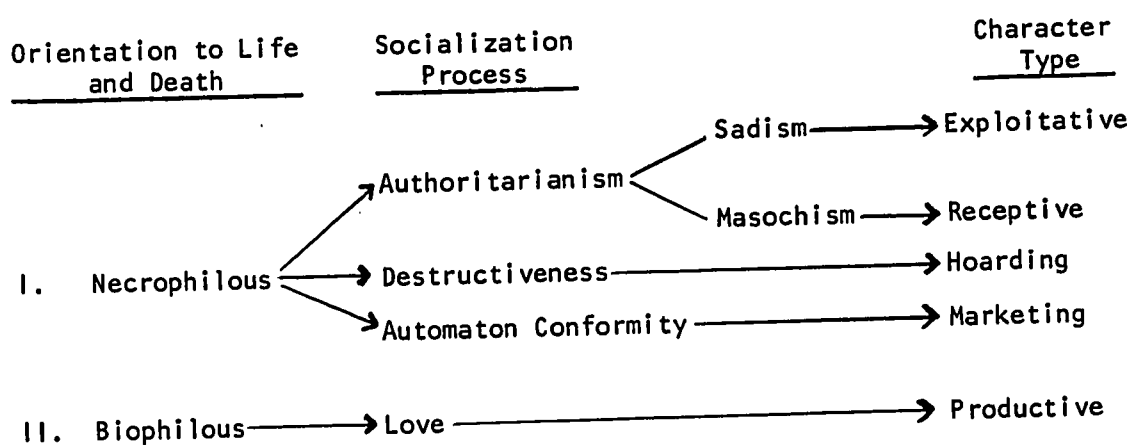 Orientation to Life
and Death
Socialization
Process
Character
Type
Sadism
Exploitative
Authoritarianism
Masochism
Receptive
I. Necrophilous
Destructiveness
Hoarding
Automaton Conformity
Marketing
II. Biophilous
Love
Productive